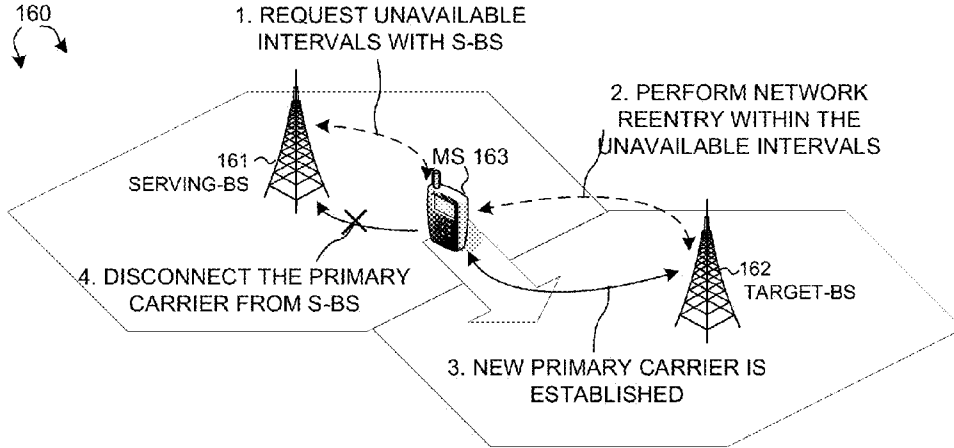 160
1. REQUEST UNAVAILABLE
INTERVALS WITH S-BS
2. PERFORM NETWORK
REENTRY WITHIN THE
UNAVAILABLE INTERVALS
161
SERVING-BS
MS 163
4. DISCONNECT THE PRIMARY
CARRIER FROM S-BS
162
TARGET-BS
3. NEW PRIMARY CARRIER IS
ESTABLISHED